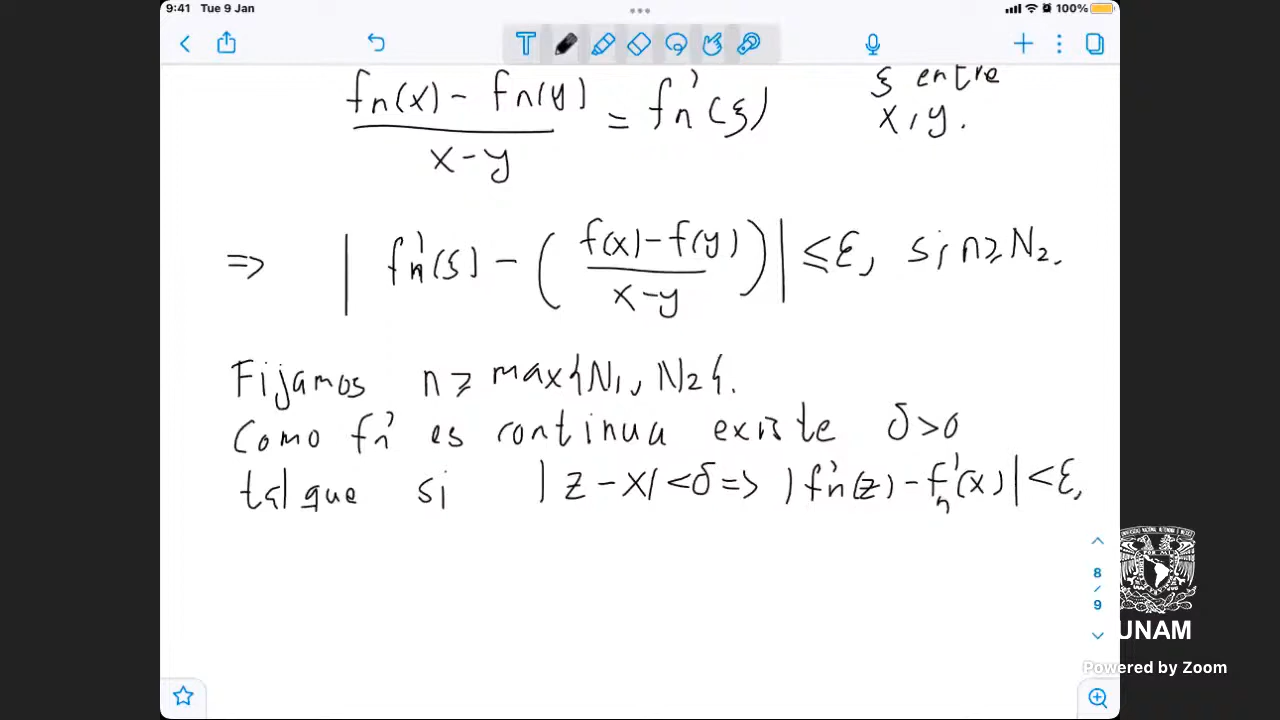 9:41 Tue 9 Jan 100%
fn(x) - fn(y) / x-y = fn'(ξ) ξ entre x, y.
=> | fn'(ξ) - ( f(x)-f(y) / x-y ) | ≤ ε, si n ≥ N2.
Fijamos n ≥ max{N1, N2}.
Como fn' es continua existe δ>0
tal que si |z-x|<δ => |fn'(z) - fn'(x)| < ε,
8
9
UNAM
Powered by Zoom